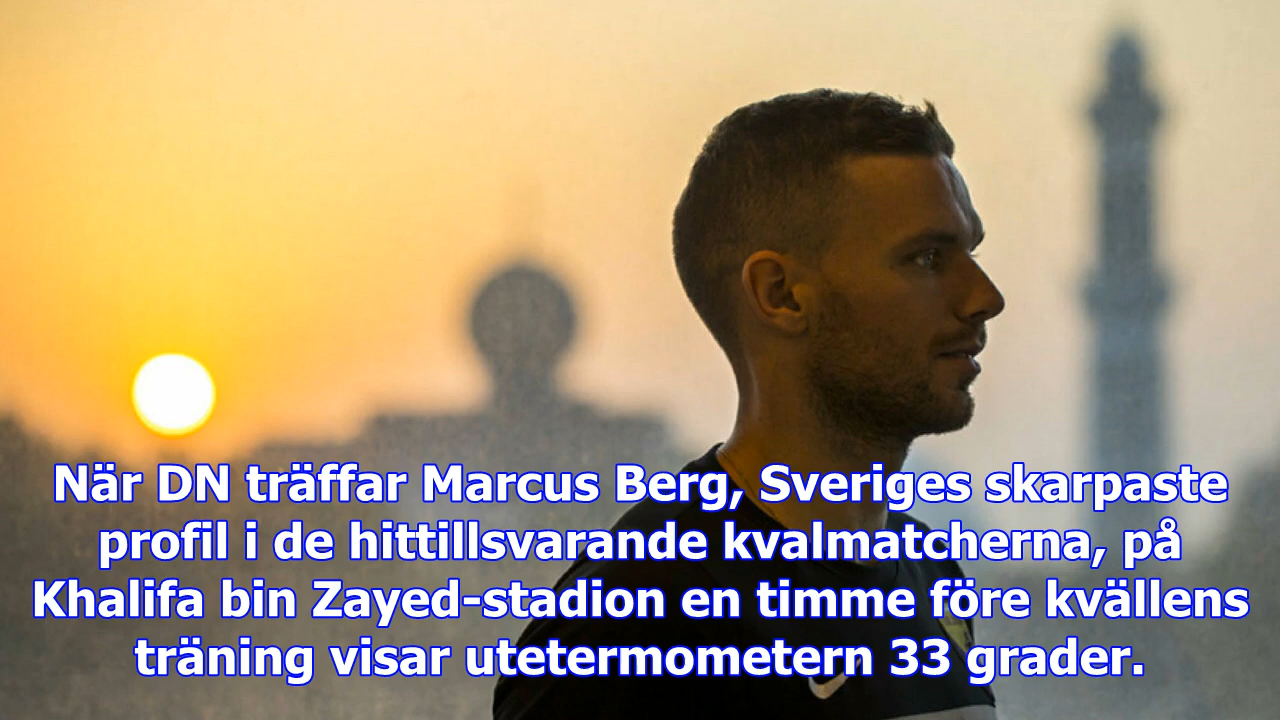 När DN träffar Marcus Berg, Sveriges skarpaste
profil i de hittillsvarande kvalmatcherna, på
Khalifa bin Zayed-stadion en timme före kvällens
träning visar utetermometern 33 grader.